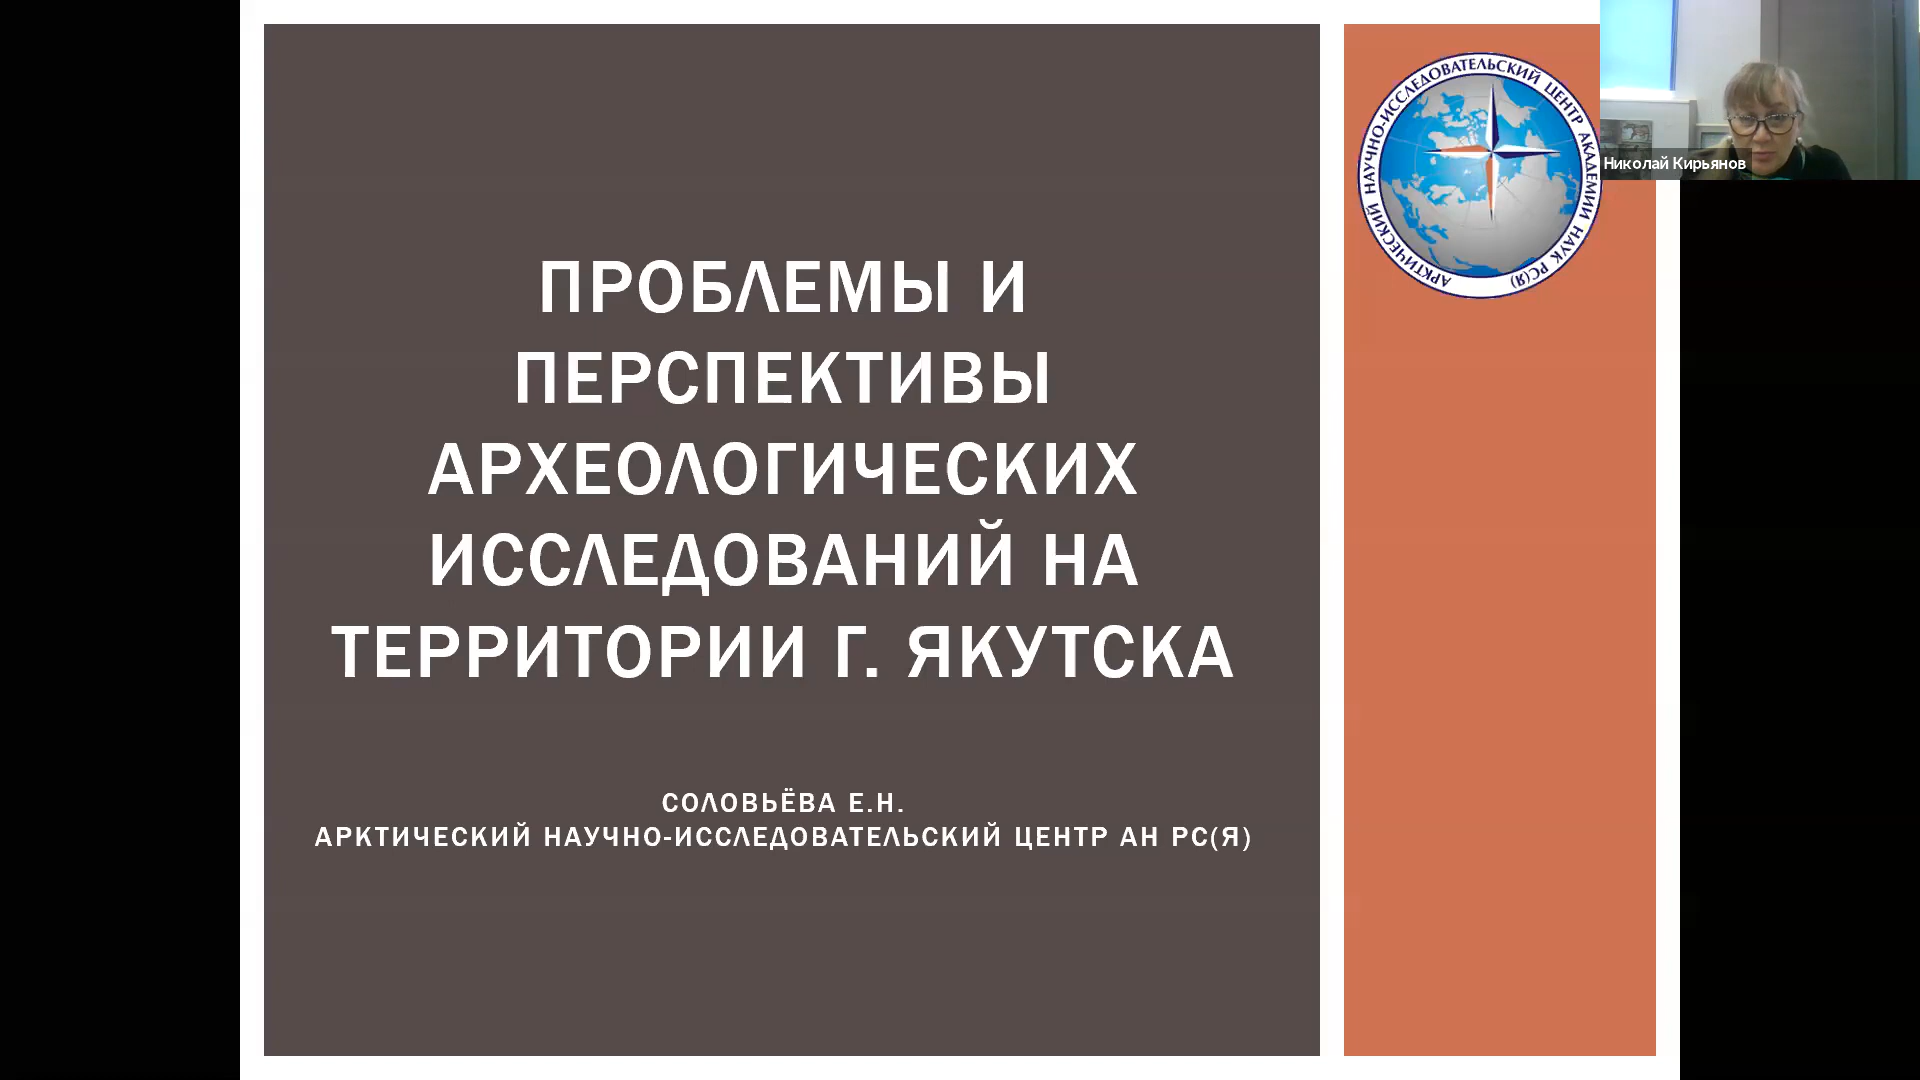 ПРОБЛЕМЫ И
ПЕРСПЕКТИВЫ
АРХЕОЛОГИЧЕСКИХ
ИССЛЕДОВАНИЙ НА
ТЕРРИТОРИИ Г. ЯКУТСКА
СОЛОВЬЁВА Е.Н.
АРКТИЧЕСКИЙ НАУЧНО-ИССЛЕДОВАТЕЛЬСКИЙ ЦЕНТР АН РС(Я)
АРКТИЧЕСКИЙ НАУЧНО-ИССЛЕДОВАТЕЛЬСКИЙ ЦЕНТР АКАДЕМИИ НАУК РС(Я)
Николай Кирьянов